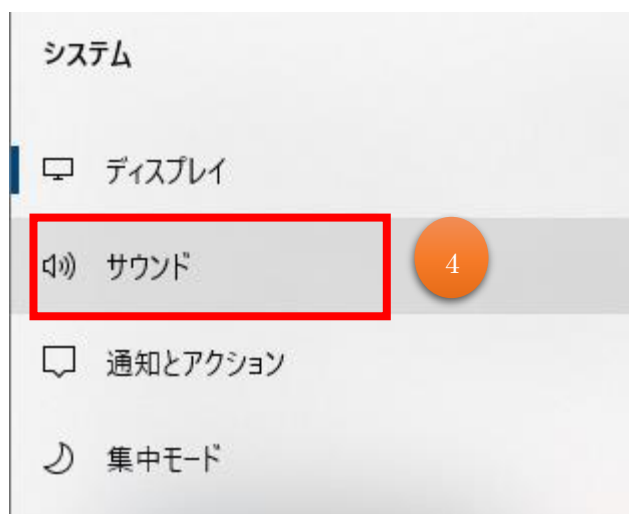 システム
ディスプレイ
サウンド
4
通知とアクション
集中モード